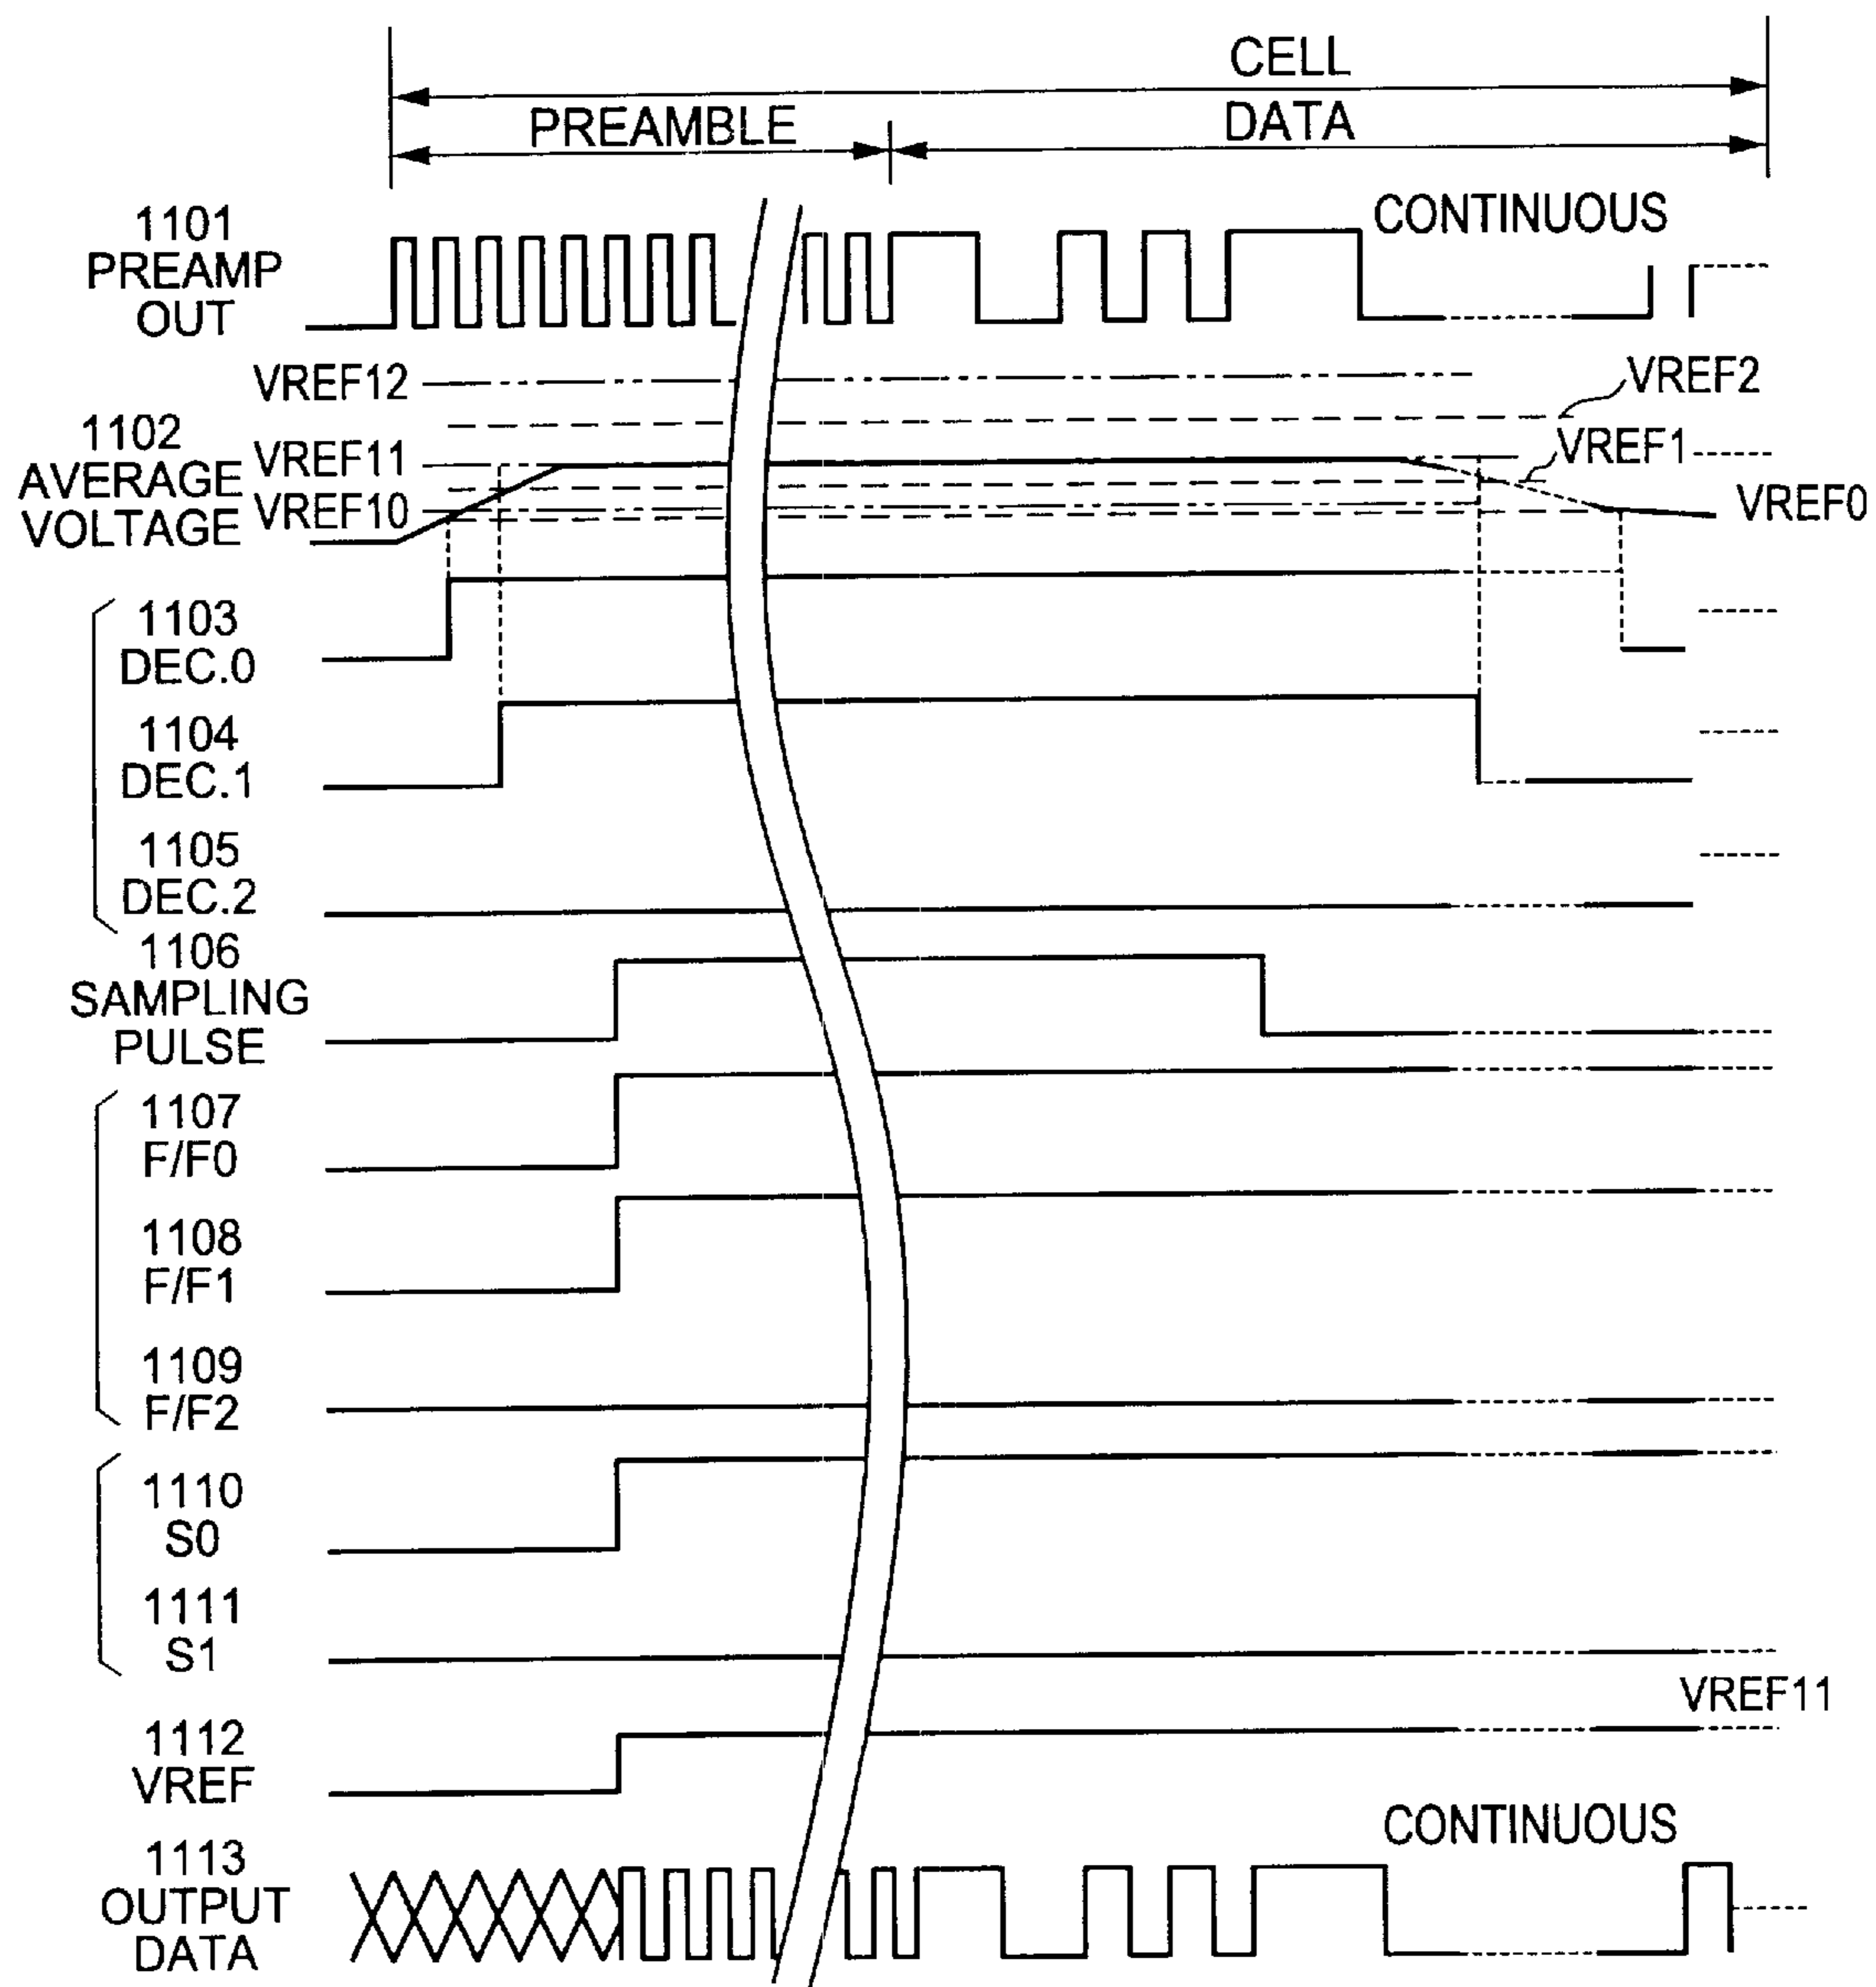 CELL
PREAMBLE
DATA
1101
PREAMP
OUT
CONTINUOUS
VREF12
VREF2
1102
AVERAGE
VOLTAGE
VREF11
VREF1
VREF10
VREF0
1103
DEC.0
1104
DEC.1
1105
DEC.2
1106
SAMPLING
PULSE
1107
F/F0
1108
F/F1
1109
F/F2
1110
S0
1111
S1
VREF11
1112
VREF
CONTINUOUS
1113
OUTPUT
DATA